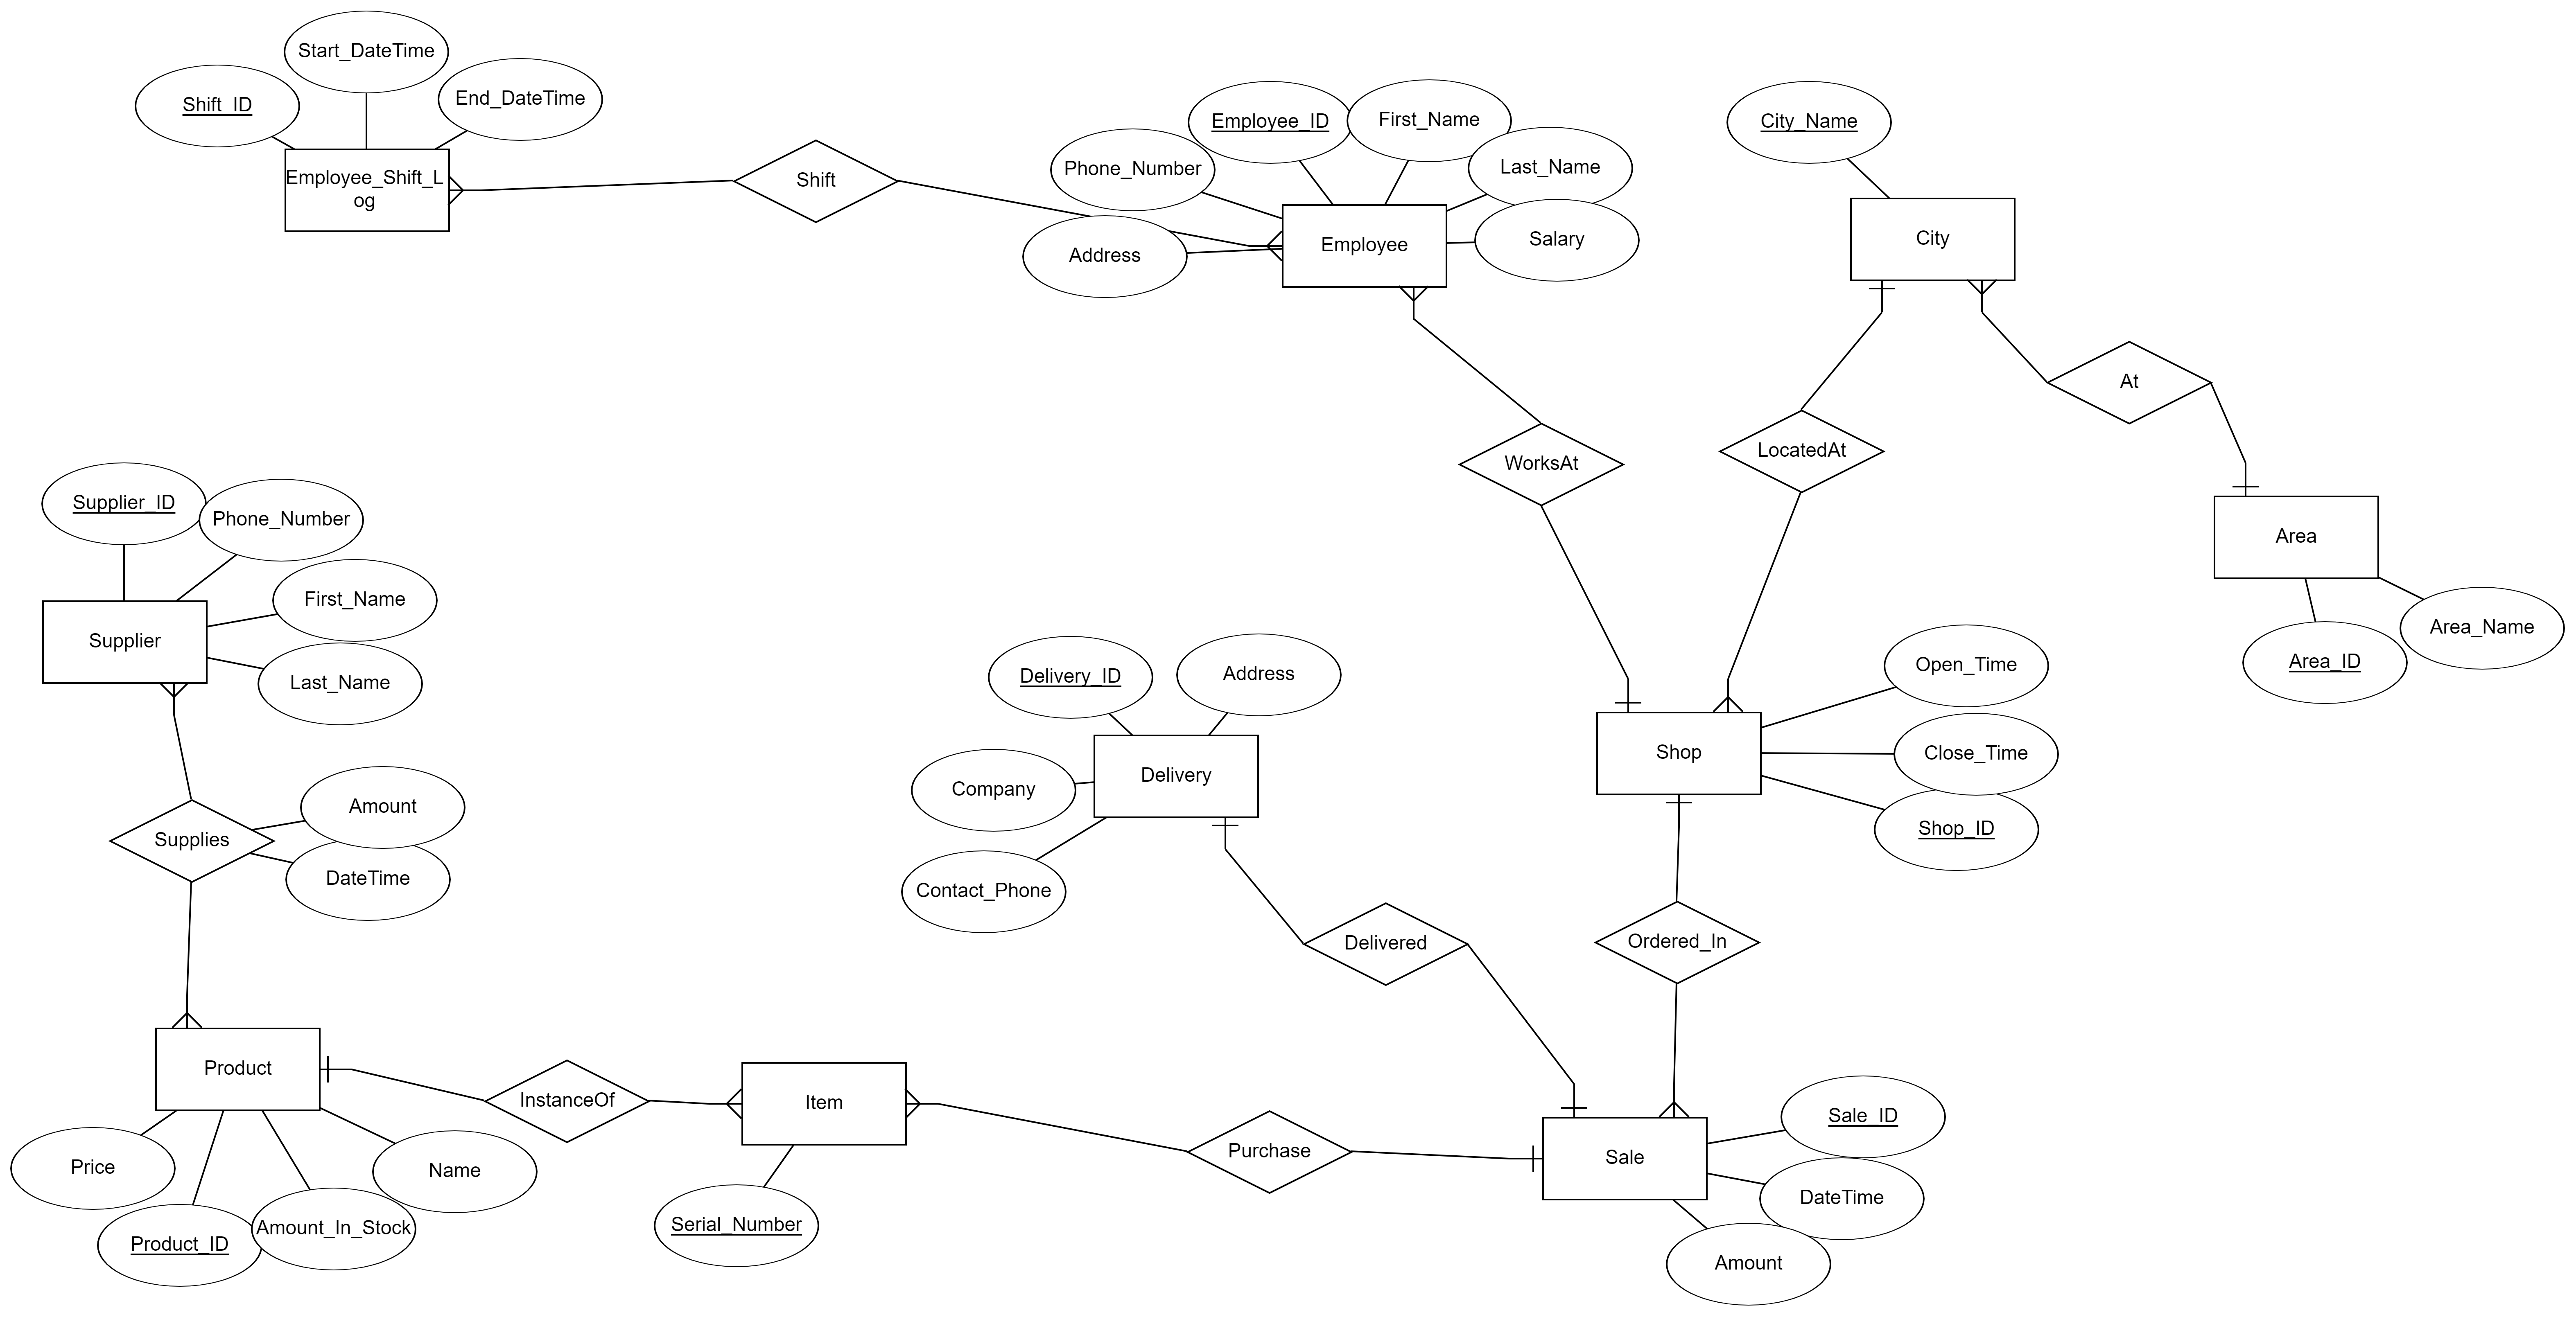 Start_DateTime
Shift_ID
End_DateTime
Employee_Shift_L
og
Shift
Employee_ID
First_Name
Phone_Number
Last_Name
Address
Employee
Salary
City_Name
City
At
WorksAt
LocatedAt
Area
Area_Name
Area_ID
Supplier_ID
Phone_Number
First_Name
Supplier
Last_Name
Amount
Supplies
DateTime
Delivery_ID
Address
Company
Delivery
Contact_Phone
Open_Time
Shop
Close_Time
Shop_ID
Delivered
Ordered_In
Product
InstanceOf
Item
Price
Name
Product_ID
Amount_In_Stock
Serial_Number
Purchase
Sale
Sale_ID
DateTime
Amount